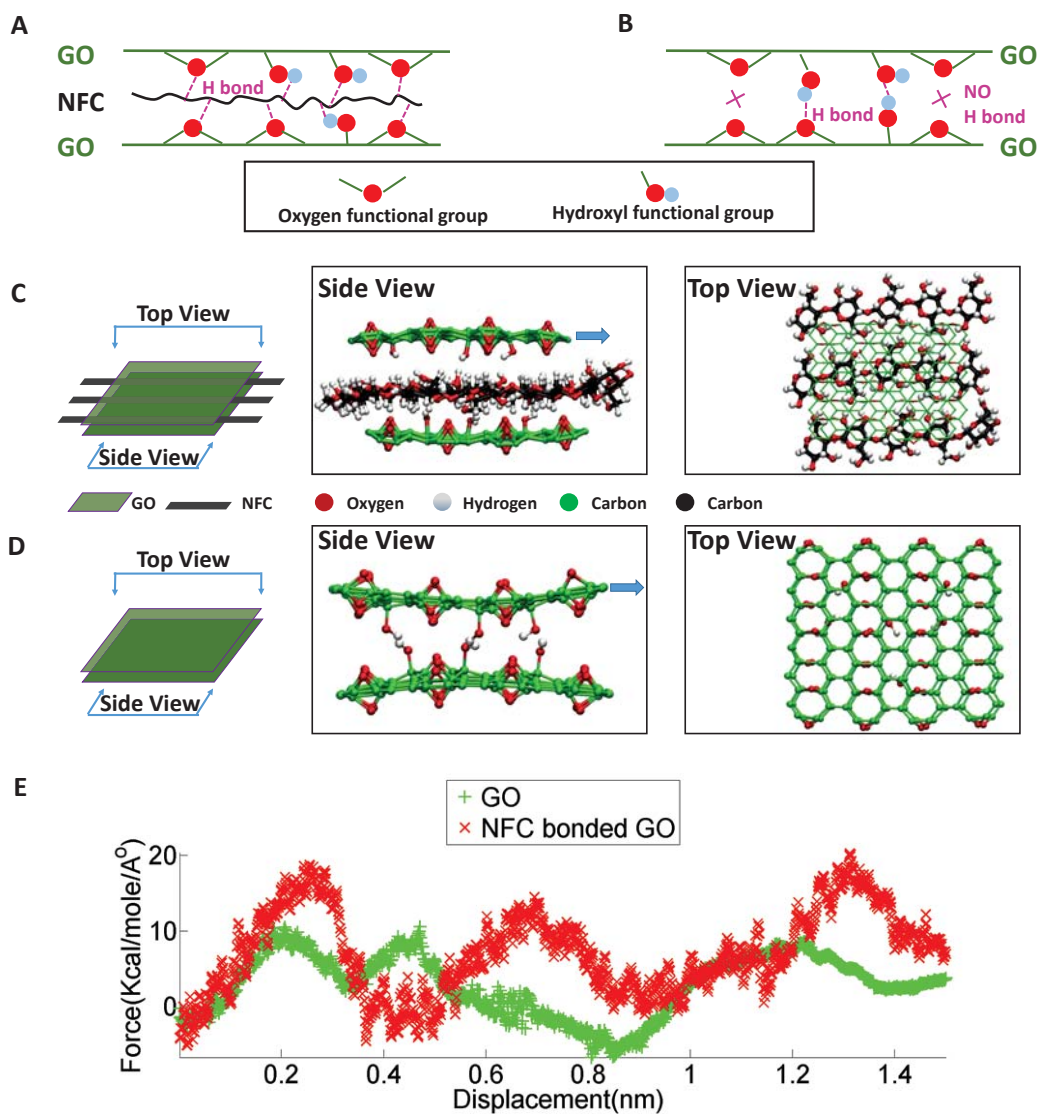 A
GO
H bond
NFC
GO
B
GO
NO
H bond
H bond
GO
Oxygen functional group
Hydroxyl functional group
C
Top View
Side View
Side View
Top View
GO
NFC
Oxygen
Hydrogen
Carbon
Carbon
D
Top View
Side View
Side View
Top View
E
GO
NFC bonded GO
Force(Kcal/mole/A⁰)
20
10
0
0.2
0.4
0.6
0.8
1
1.2
1.4
Displacement(nm)